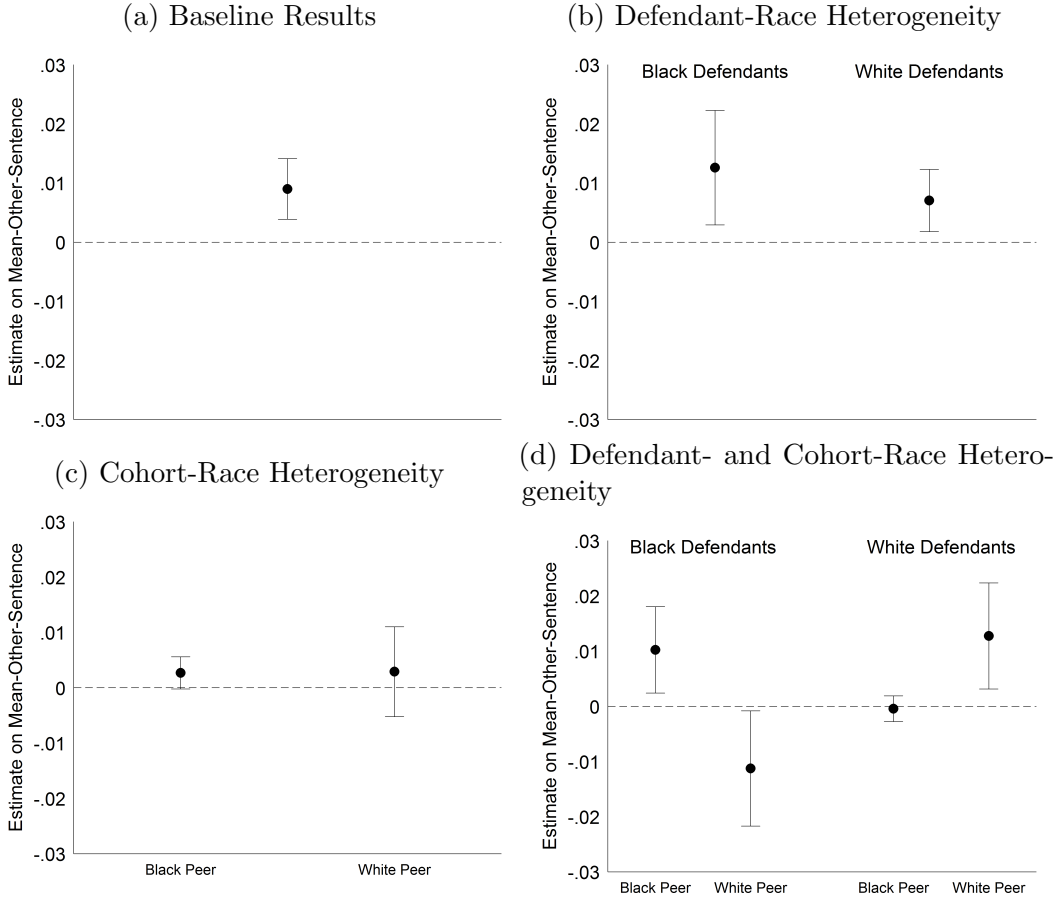 (a) Baseline Results
.03
.02
.01
0
-.01
-.02
-.03
Estimate on Mean-Other-Sentence
(b) Defendant-Race Heterogeneity
Black Defendants
White Defendants
.03
.02
.01
0
-.01
-.02
-.03
Estimate on Mean-Other-Sentence
(c) Cohort-Race Heterogeneity
.03
.02
.01
0
-.01
-.02
-.03
Estimate on Mean-Other-Sentence
Black Peer
White Peer
(d) Defendant- and Cohort-Race Hetero-
geneity
Black Defendants
White Defendants
.03
.02
.01
0
-.01
-.02
-.03
Estimate on Mean-Other-Sentence
Black Peer
White Peer
Black Peer
White Peer